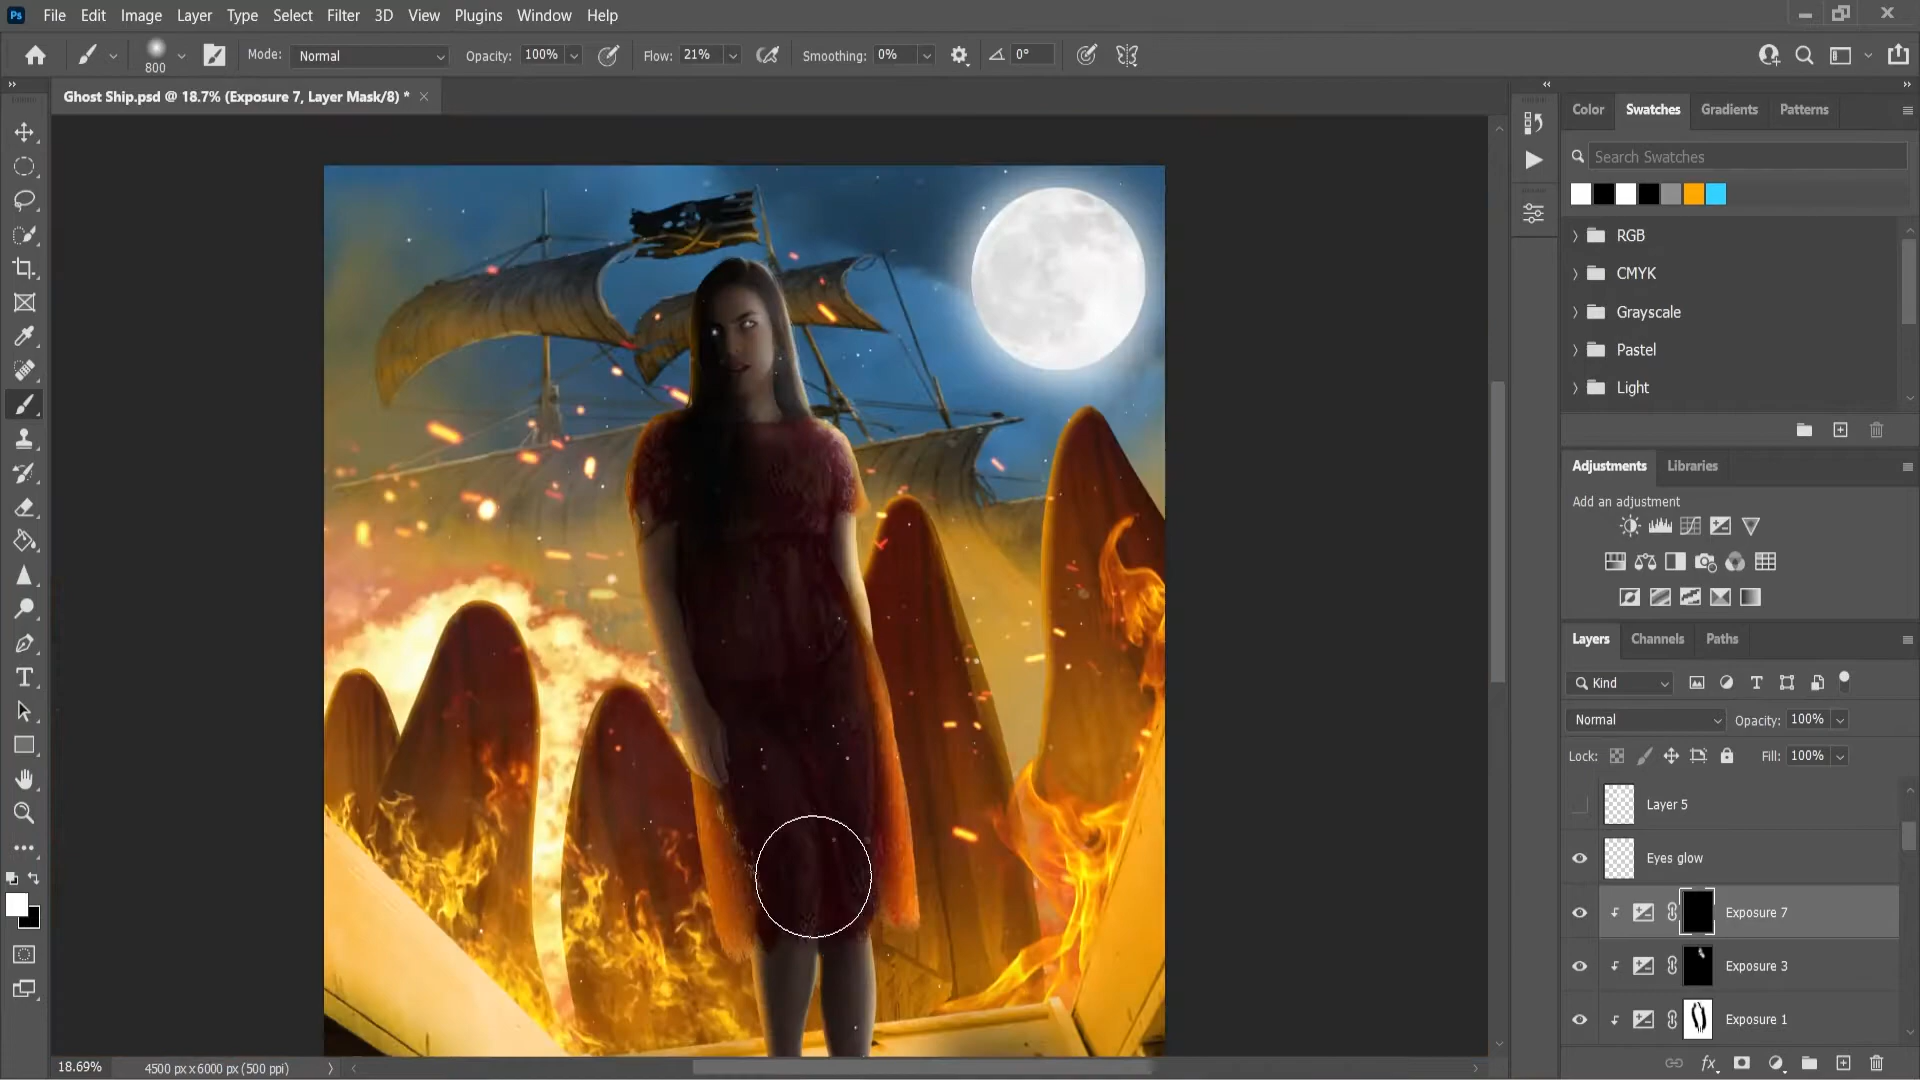 Ps File Edit Image Layer Type Select Filter 3D View Plugins Window Help
800 Mode: Normal Opacity: 100% Flow: 21% Smoothing: 0% 0°
Ghost Ship.psd @ 18.7% (Exposure 7, Layer Mask/8) *
Color Swatches Gradients Patterns
Search Swatches
RGB
CMYK
Grayscale
Pastel
Light
Adjustments Libraries
Add an adjustment
Layers Channels Paths
Kind
Normal Opacity: 100%
Lock: Fill: 100%
Layer 5
Eyes glow
Exposure 7
Exposure 3
Exposure 1
fx
18.69% 4500 px x 6000 px (500 ppi)